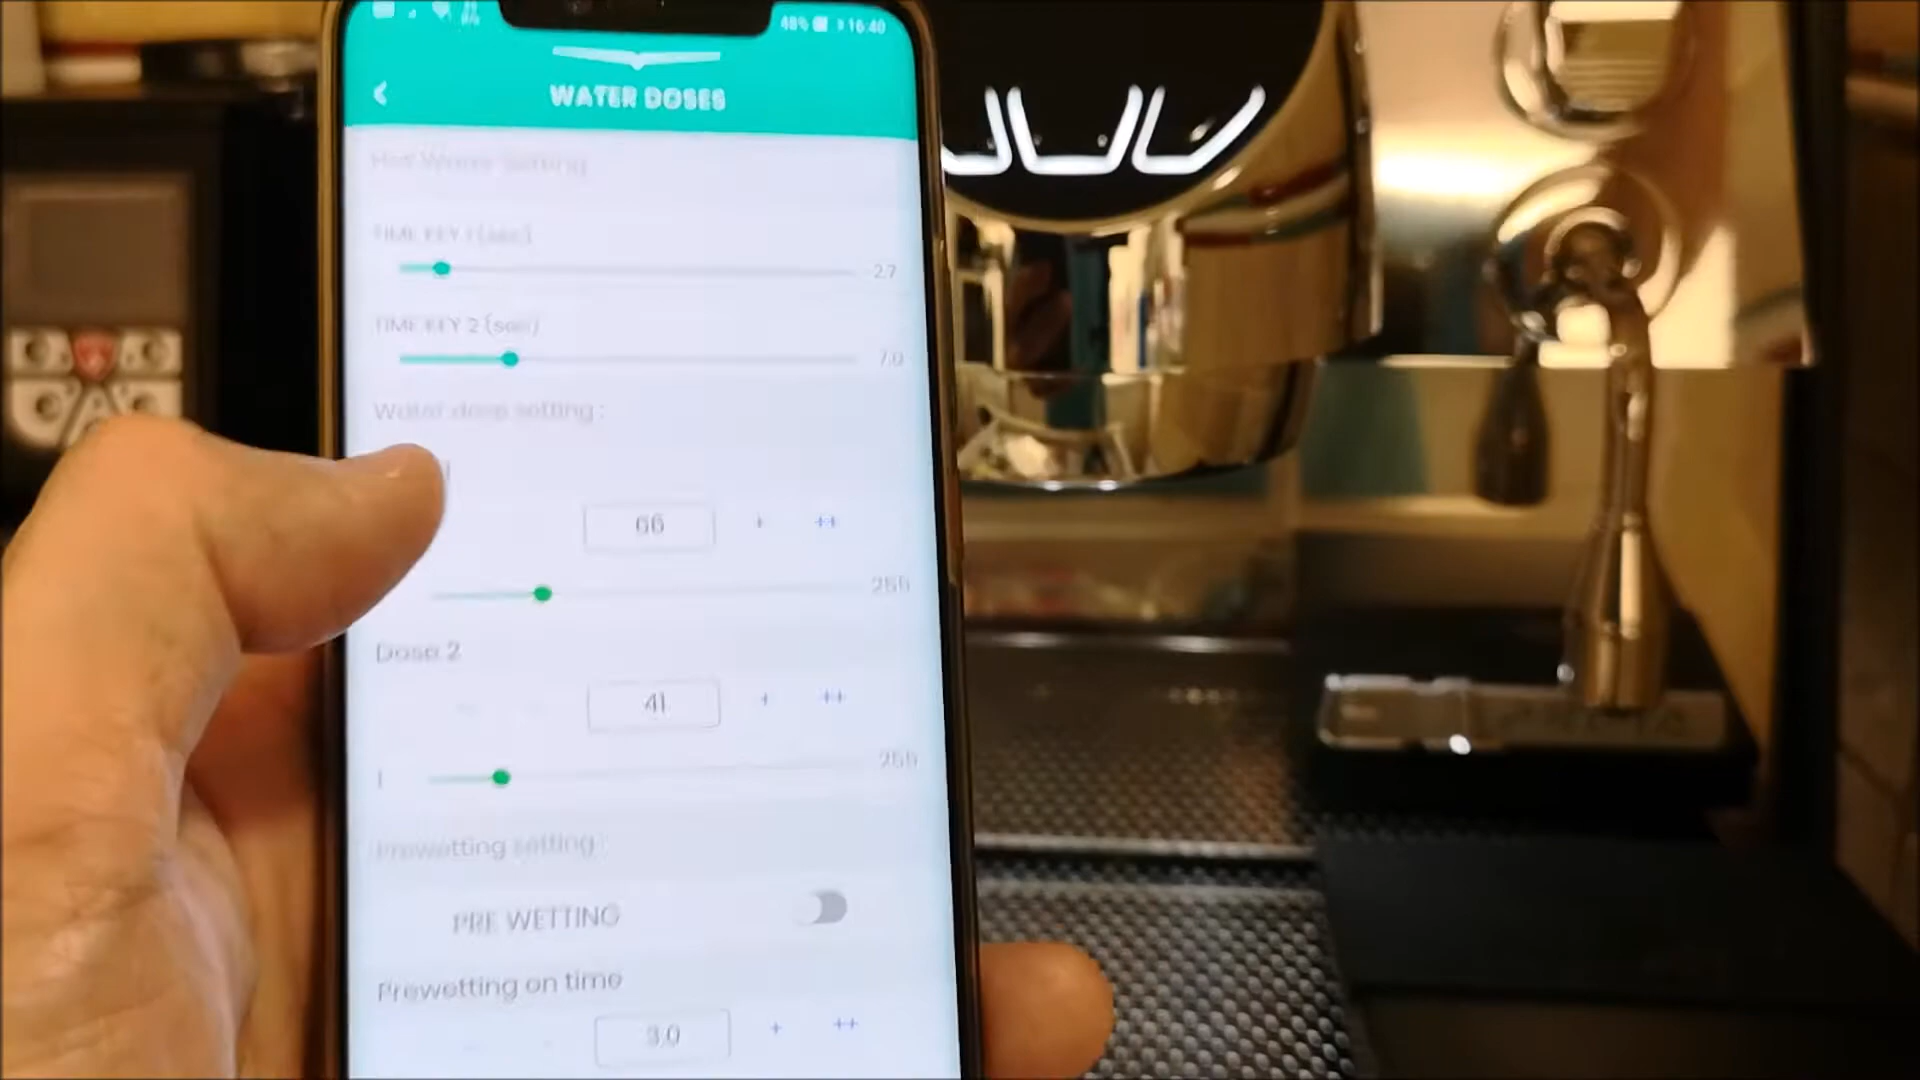 48% 16:40
WATER DOSES
Hot Water Setting
TIME KEY 1 (sec)
2.7
TIME KEY 2 (sec)
7.0
Water dose setting :
66 + ++
255
Dose 2
41 + ++
1 255
Prewetting setting :
PRE WETTING
Prewetting on time
3.0 + ++